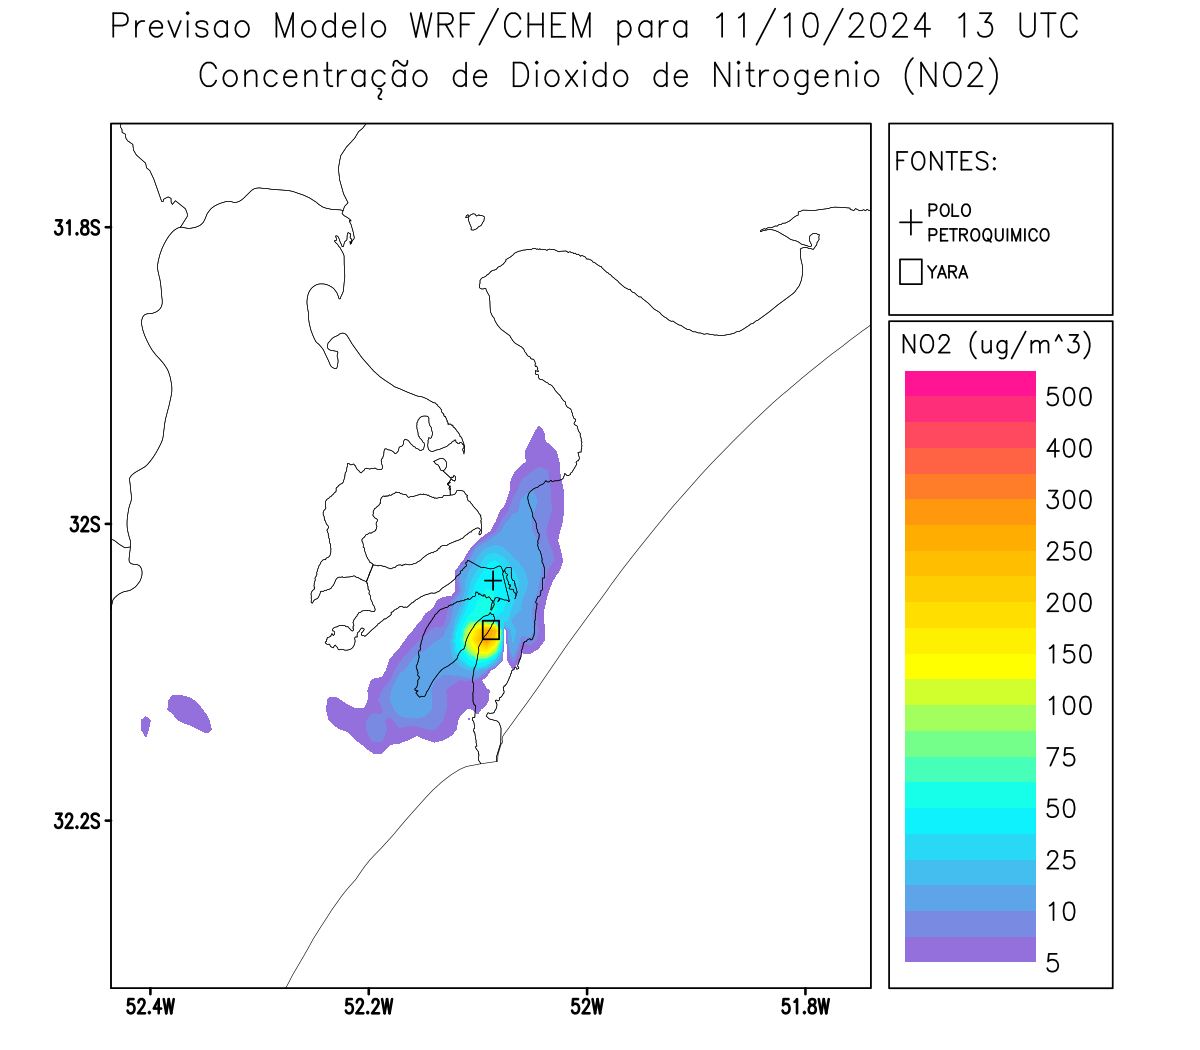 Previsao Modelo WRF/CHEM para 11/10/2024 13 UTC
Concentração de Dioxido de Nitrogenio (NO2)
FONTES:
POLO
PETROQUIMICO
YARA
NO2 (ug/m^3)
500
400
300
250
200
150
100
75
50
25
10
5
31.8S
32S
32.2S
52.4W
52.2W
52W
51.8W